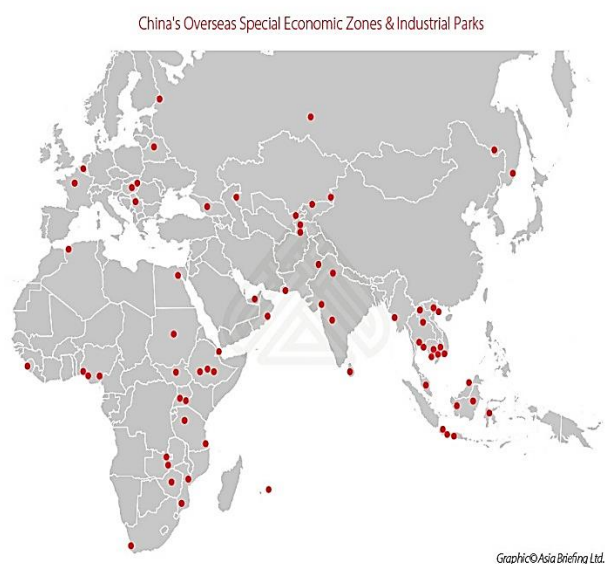 China's Overseas Special Economic Zones & Industrial Parks
Graphic©Asia Briefing Ltd.